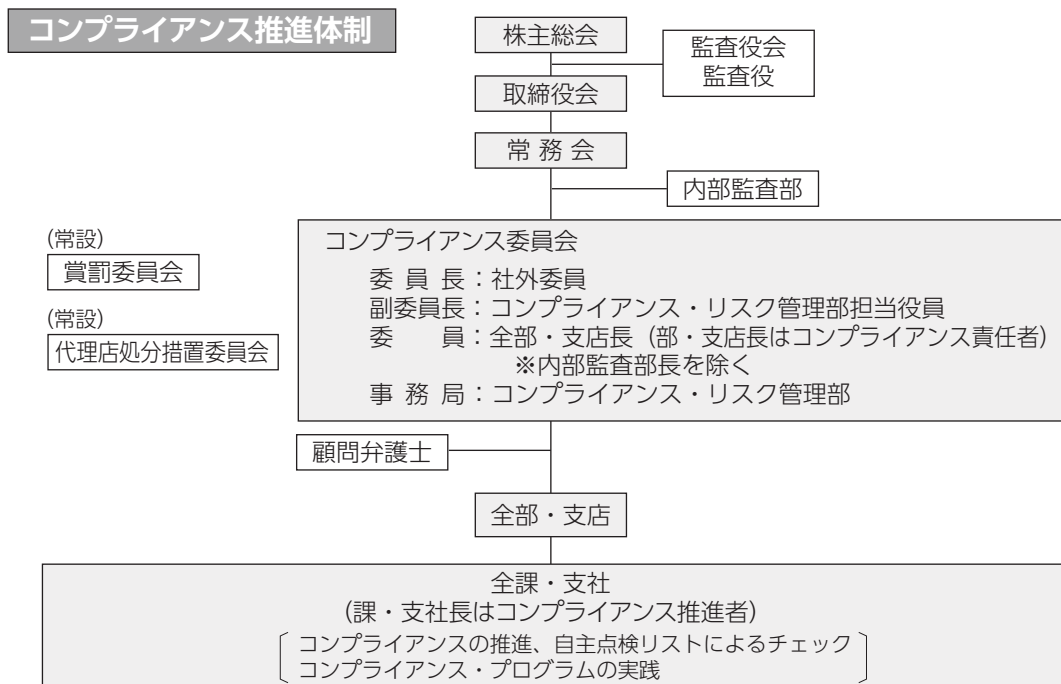 コンプライアンス推進体制
株主総会
監査役会
監査役
取締役会
常務会
内部監査部
(常設)
賞罰委員会
(常設)
代理店処分措置委員会
コンプライアンス委員会
委員長：社外委員
副委員長：コンプライアンス・リスク管理部担当役員
委　　員：全部・支店長（部・支店長はコンプライアンス責任者）
※内部監査部長を除く
事務局：コンプライアンス・リスク管理部
顧問弁護士
全部・支店
全課・支社
（課・支社長はコンプライアンス推進者）
コンプライアンスの推進、自主点検リストによるチェック
コンプライアンス・プログラムの実践